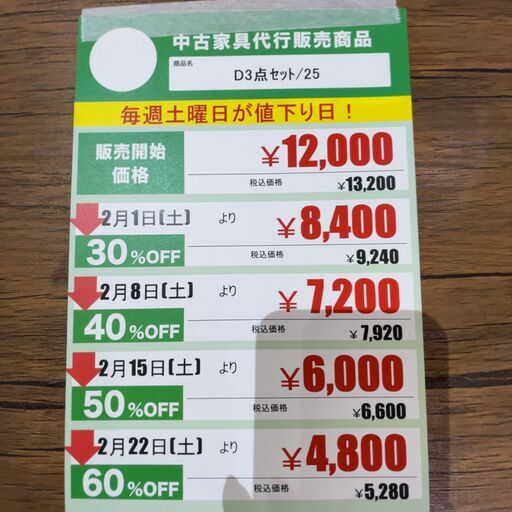 中古家具代行販売商品
商品名
D3点セット/25
毎週土曜日が値下り日！
販売開始
価格
¥12,000
税込価格 ¥13,200
2月1日(土) より ¥8,400
30%OFF 税込価格 ¥9,240
2月8日(土) より ¥7,200
40%OFF 税込価格 ¥7,920
2月15日(土) より ¥6,000
50%OFF 税込価格 ¥6,600
2月22日(土) より ¥4,800
60%OFF 税込価格 ¥5,280